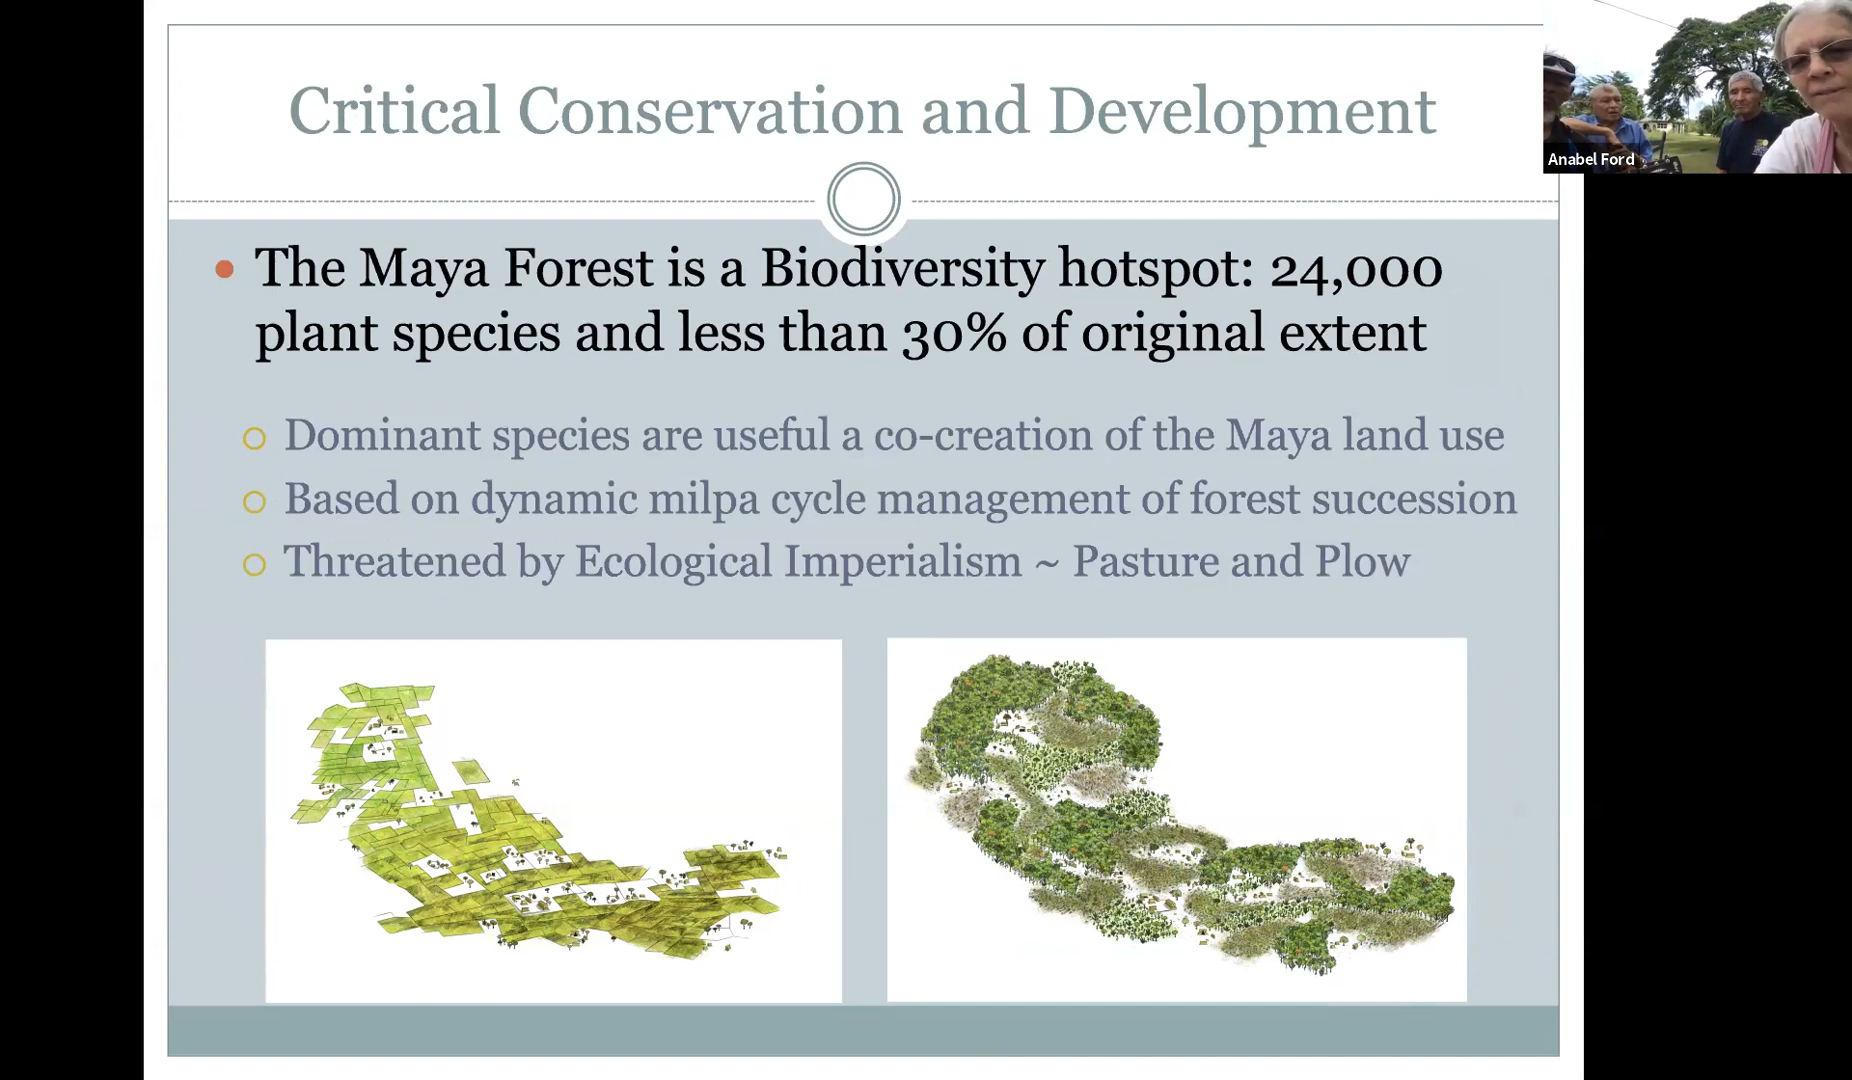 Critical Conservation and Development
Anabel Ford
The Maya Forest is a Biodiversity hotspot: 24,000
plant species and less than 30% of original extent
Dominant species are useful a co-creation of the Maya land use
Based on dynamic milpa cycle management of forest succession
Threatened by Ecological Imperialism ~ Pasture and Plow